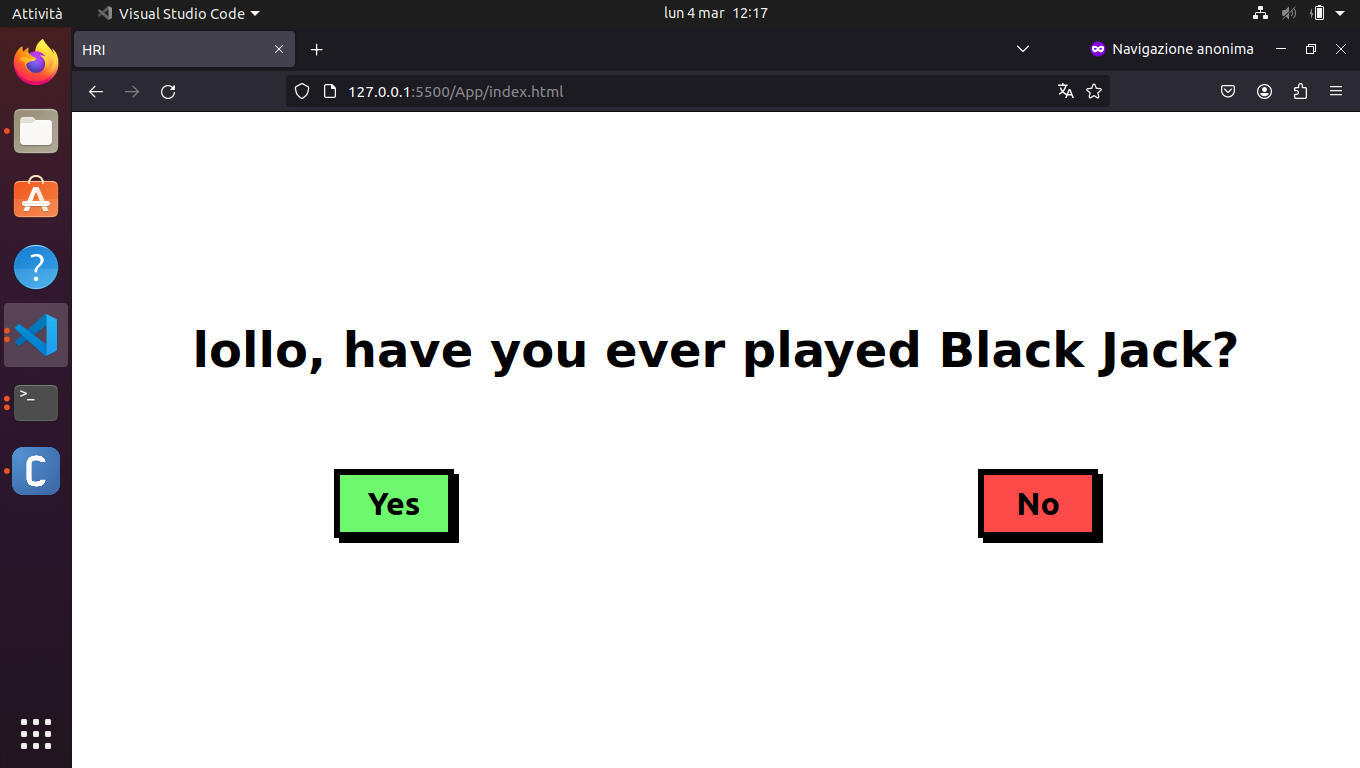 Attività
Visual Studio Code
lun 4 mar 12:17
HRI
Navigazione anonima
127.0.0.1:5500/App/index.html
lollo, have you ever played Black Jack?
Yes
No